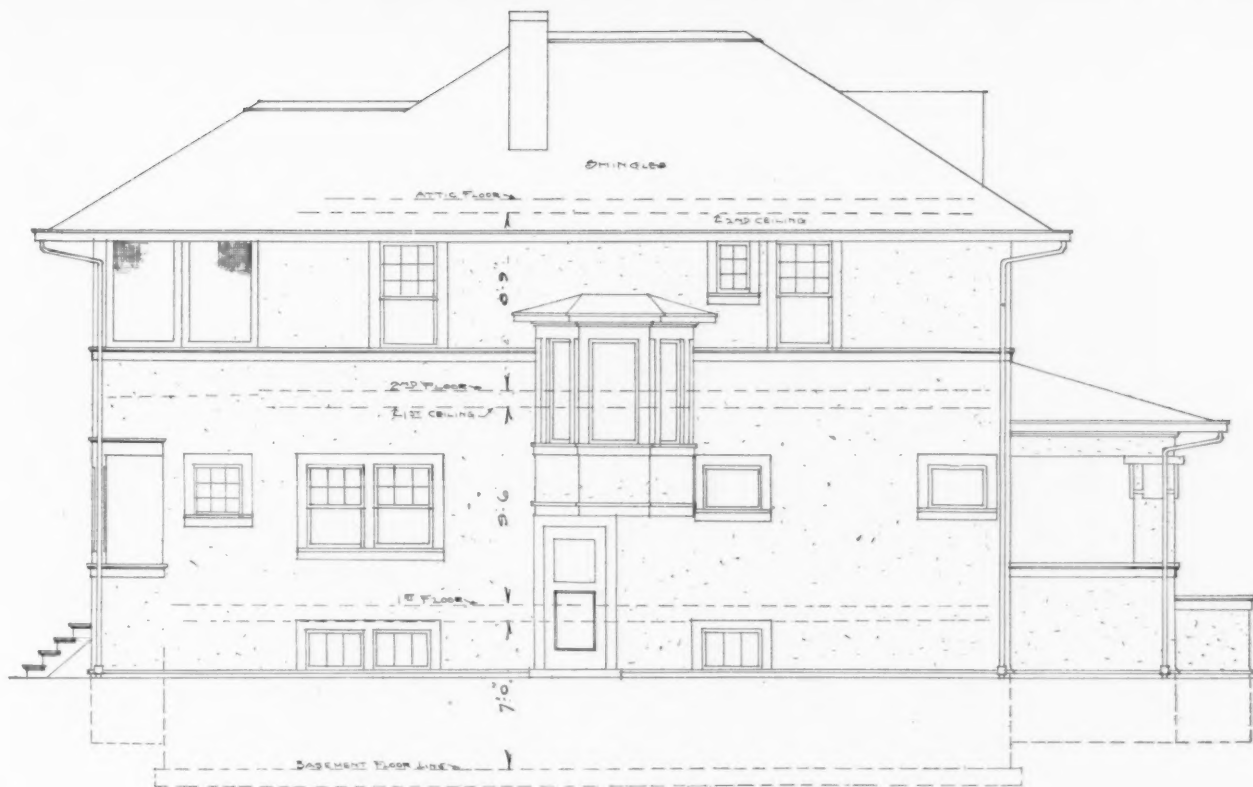 SHINGLES
ATTIC FLOOR
2ND CEILING
8'-9"
2ND FLOOR
1ST CEILING
9'-6
1ST FLOOR
7'-0"
BASEMENT FLOOR LINE